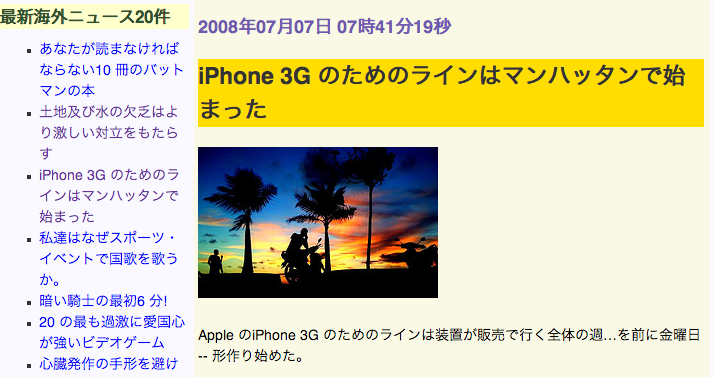 最新海外ニュース20件
あなたが読まなければ
ならない10 冊のバット
マンの本
土地及び水の欠乏はよ
り激しい対立をもたら
す
iPhone 3G のためのラ
インはマンハッタンで
始まった
私達はなぜスポーツ・
イベントで国歌を歌う
か。
暗い騎士の最初6 分!
20 の最も過激に愛国心
が強いビデオゲーム
心臓発作の手形を避け
2008年07月07日 07時41分19秒
iPhone 3G のためのラインはマンハッタンで始
まった
Apple のiPhone 3G のためのラインは装置が販売で行く全体の週...を前に金曜日
-- 形作り始めた。